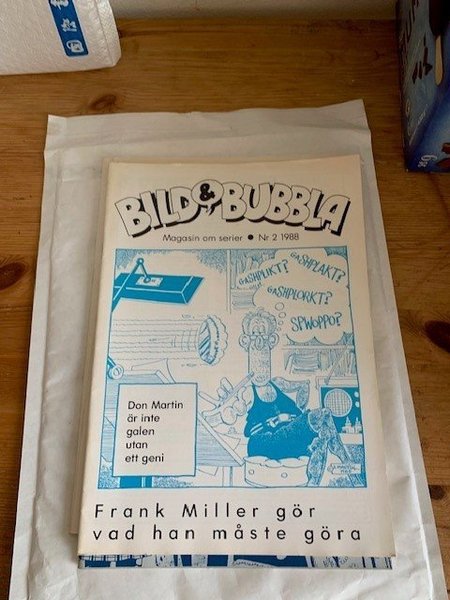 BILD & BUBBLA
Magasin om serier ● Nr 2 1988
GASHPLIKT?
GASHPLAKT?
GASHPLORKT?
SPWOPPO?
Don Martin
är inte
galen
utan
ett geni
Frank Miller gör
vad han måste göra